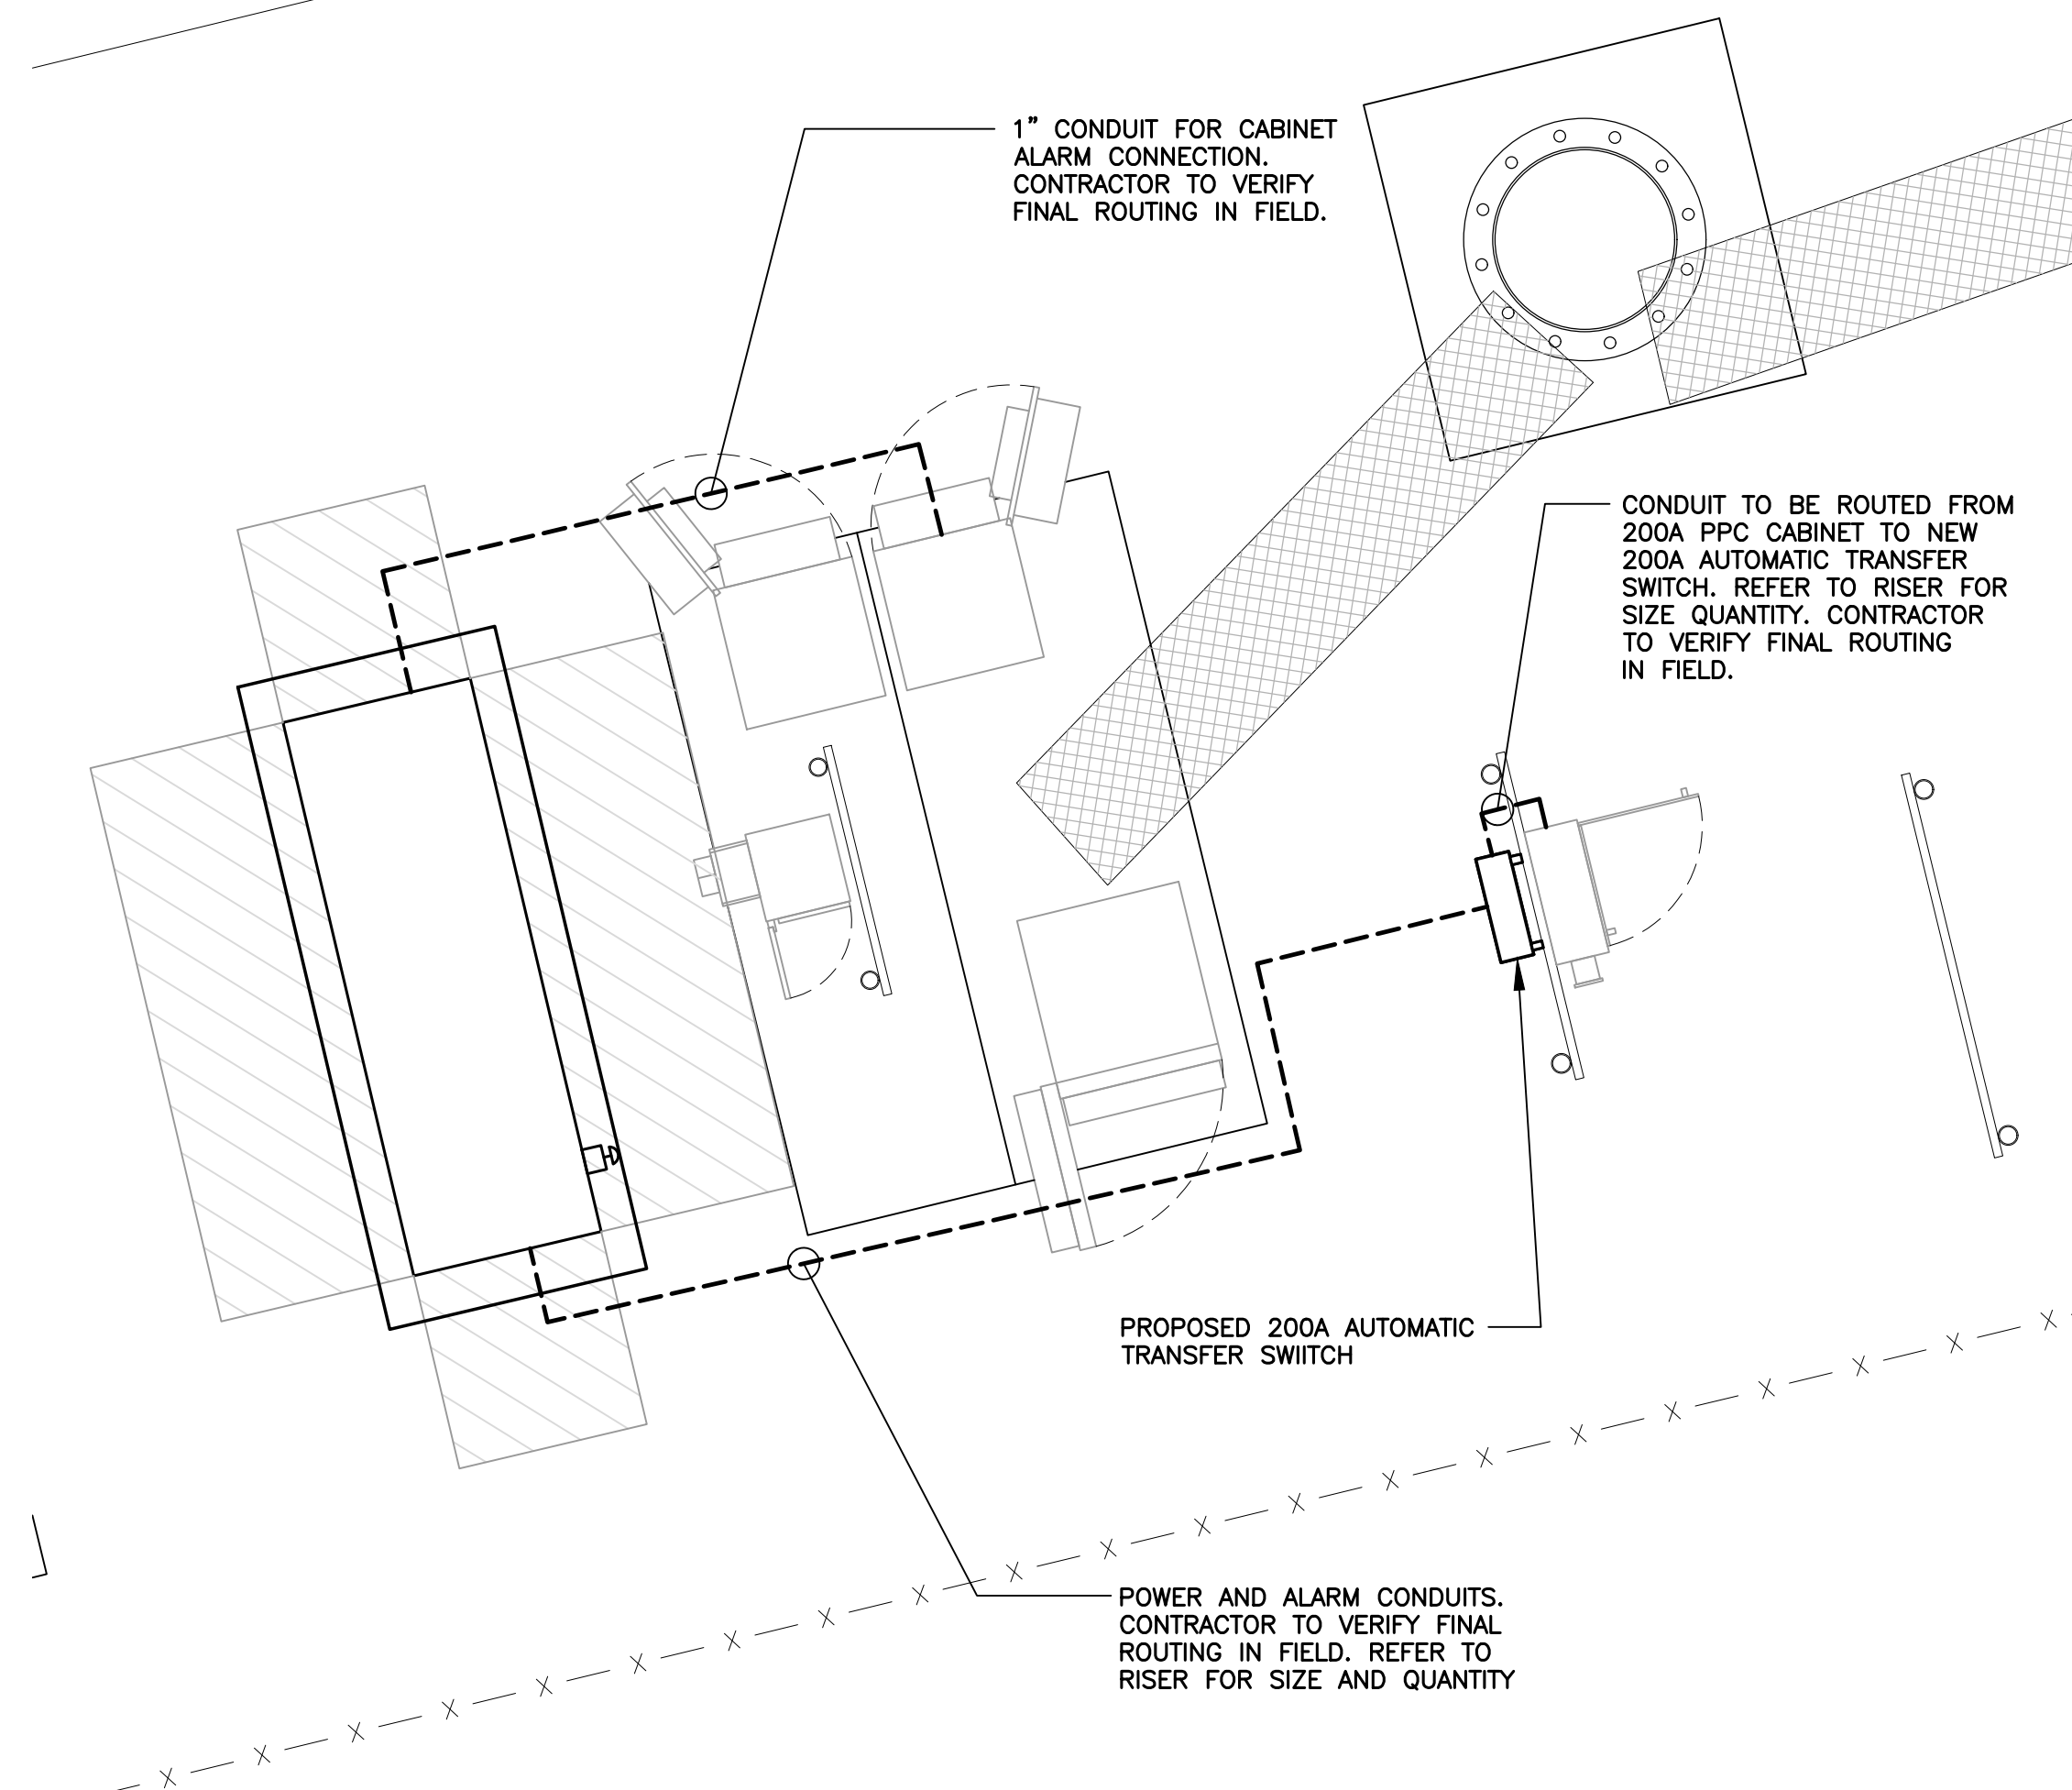 1" CONDUIT FOR CABINET
ALARM CONNECTION.
CONTRACTOR TO VERIFY
FINAL ROUTING IN FIELD.
CONDUIT TO BE ROUTED FROM
200A PPC CABINET TO NEW
200A AUTOMATIC TRANSFER
SWITCH. REFER TO RISER FOR
SIZE QUANTITY. CONTRACTOR
TO VERIFY FINAL ROUTING
IN FIELD.
PROPOSED 200A AUTOMATIC
TRANSFER SWIITCH
POWER AND ALARM CONDUITS.
CONTRACTOR TO VERIFY FINAL
ROUTING IN FIELD. REFER TO
RISER FOR SIZE AND QUANTITY